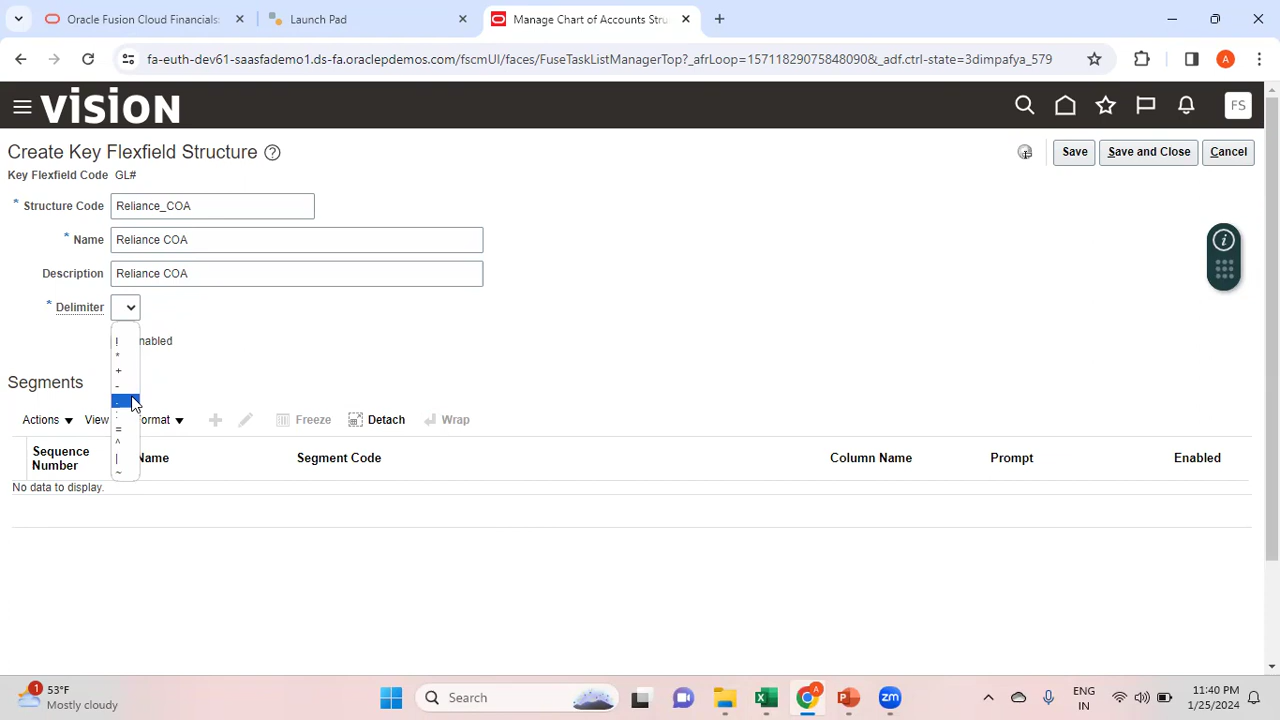 Oracle Fusion Cloud Financials:
Launch Pad
Manage Chart of Accounts Stru
fa-euth-dev61-saasfademo1.ds-fa.oraclepdemos.com/fscmUI/faces/FuseTaskListManagerTop?_afrLoop=157118290758480​90&_adf.ctrl-state=3dimpafya_579
A
vision
FS
Create Key Flexfield Structure ?
Save
Save and Close
Cancel
Key Flexfield Code GL#
* Structure Code Reliance_COA
* Name Reliance COA
Description Reliance COA
* Delimiter
!
nabled
*
+
-
.
:
=
^
|
~
Segments
Actions
View
ormat
Freeze
Detach
Wrap
Sequence Number
Name
Segment Code
Column Name
Prompt
Enabled
No data to display.
1
53°F
Mostly cloudy
Search
A
zm
ENG
IN
11:40 PM
1/25/2024